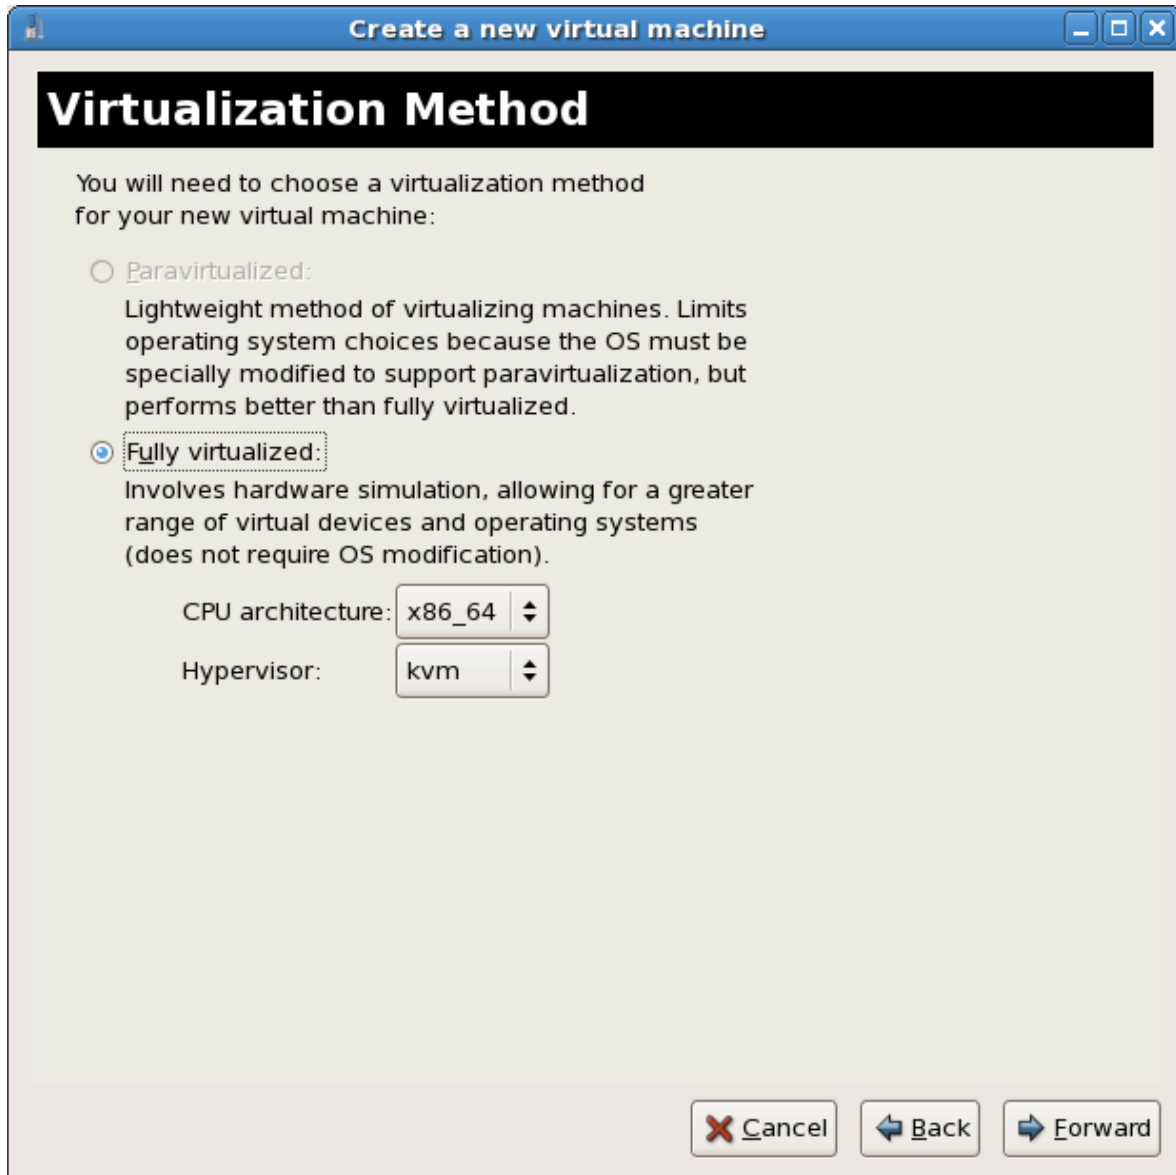 Create a new virtual machine
Virtualization Method
You will need to choose a virtualization method
for your new virtual machine:
Paravirtualized:
Lightweight method of virtualizing machines. Limits
operating system choices because the OS must be
specially modified to support paravirtualization, but
performs better than fully virtualized.
Fully virtualized:
Involves hardware simulation, allowing for a greater
range of virtual devices and operating systems
(does not require OS modification).
CPU architecture: x86_64
Hypervisor: kvm
Cancel Back Forward